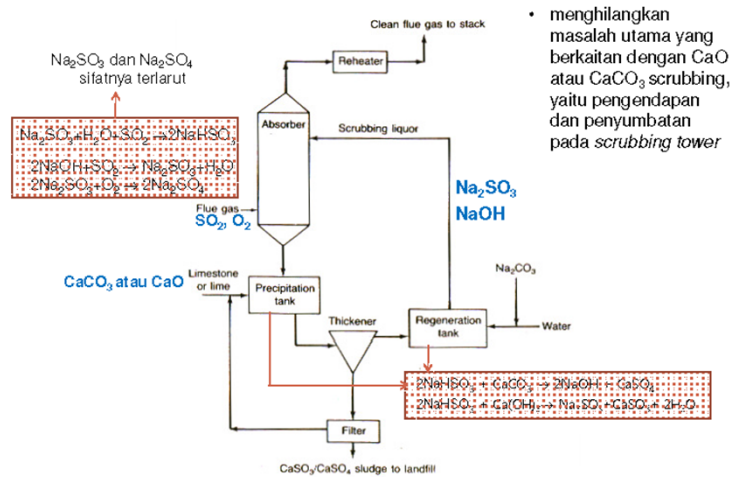 Clean flue gas to stack
• menghilangkan
masalah utama yang
berkaitan dengan CaO
atau CaCO₃ scrubbing,
yaitu pengendapan
dan penyumbatan
pada scrubbing tower
Na₂SO₃ dan Na₂SO₄
sifatnya terlarut
Reheater
Absorber
Scrubbing liquor
Na₂SO₃+H₂O+SO₂→2NaHSO₃
2NaOH+SO₂→ Na₂SO₃+H₂O
2Na₂SO₃+O₂→ 2Na₂SO₄
Na₂SO₃
NaOH
Flue gas
SO₂, O₂
CaCO₃ atau CaO
Limestone
or lime
Precipitation
tank
Na₂CO₃
Thickener
Regeneration
tank
Water
2NaHSO₃ + CaCO₃ → 2NaOH + CaSO₄
2NaHSO₃ + Ca(OH)₂→ Na₂SO₃+CaSO₃+ 2H₂O
Filter
CaSO₃/CaSO₄ sludge to landfill